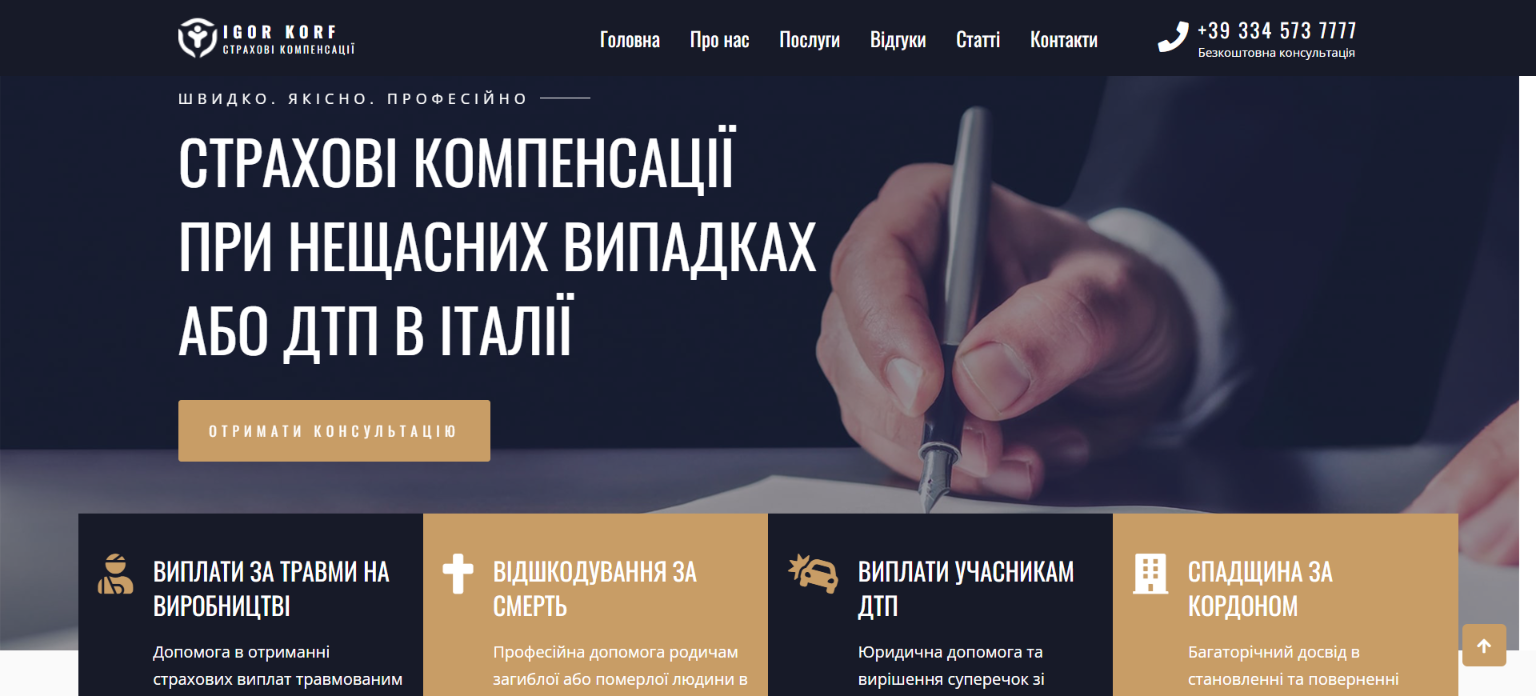 IGOR KORF
СТРАХОВІ КОМПЕНСАЦІЇ
Головна Про нас Послуги Відгуки Статті Контакти
+39 334 573 7777
Безкоштовна консультація
ШВИДКО. ЯКІСНО. ПРОФЕСІЙНО
СТРАХОВІ КОМПЕНСАЦІЇ
ПРИ НЕЩАСНИХ ВИПАДКАХ
АБО ДТП В ІТАЛІЇ
ОТРИМАТИ КОНСУЛЬТАЦІЮ
ВИПЛАТИ ЗА ТРАВМИ НА
ВИРОБНИЦТВІ
Допомога в отриманні
страхових виплат травмованим
ВІДШКОДУВАННЯ ЗА
СМЕРТЬ
Професійна допомога родичам
загиблої або померлої людини в
ВИПЛАТИ УЧАСНИКАМ
ДТП
Юридична допомога та
вирішення суперечок зі
СПАДЩИНА ЗА
КОРДОНОМ
Багаторічний досвід в
становленні та поверненні